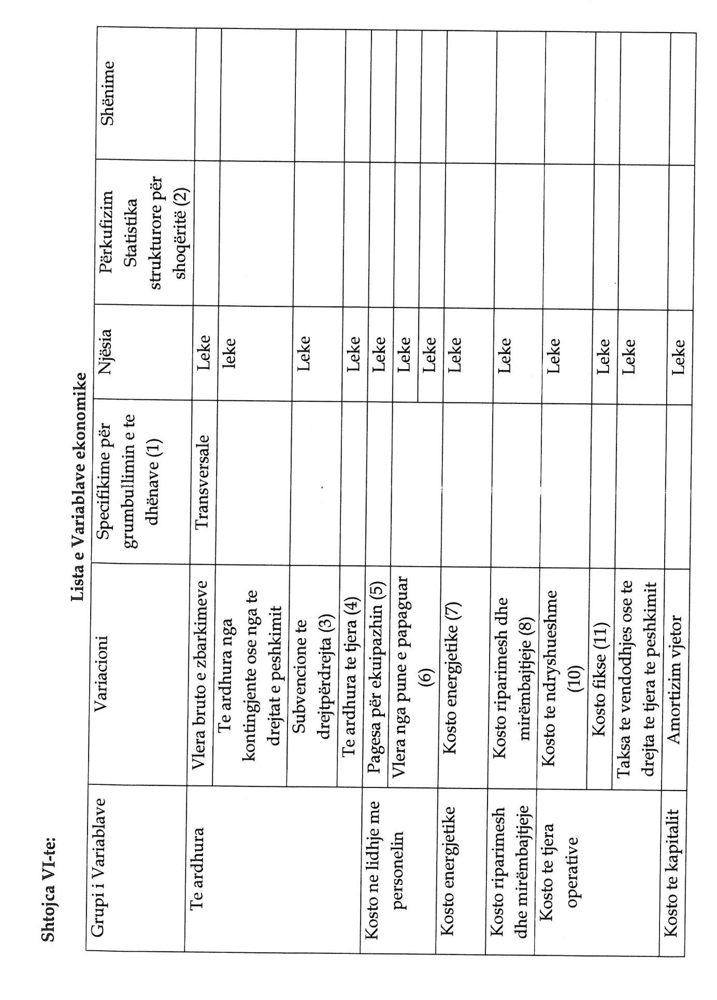 Shtojca VI-te:
Lista e Variablave ekonomike
Grupi i Variablave
Variacioni
Specifikime për
grumbullimin e te
dhënave (1)
Njësia
Përkufizim
Statistika
strukturore për
shoqëritë (2)
Shënime
Te ardhura
Vlera bruto e zbarkimeve
Transversale
Leke
Te ardhura nga
kontingjente ose nga te
drejtat e peshkimit
leke
Subvencione te
drejtpërdrejta (3)
Leke
Te ardhura te tjera (4)
Leke
Kosto ne lidhje me
personelin
Pagesa për ekuipazhin (5)
Leke
Vlera nga pune e papaguar
(6)
Leke
Leke
Kosto energjetike
Kosto energjetike (7)
Leke
Kosto riparimesh
dhe mirëmbajtjeje
Kosto riparimesh dhe
mirëmbajtjeje (8)
Leke
Kosto te tjera
operative
Kosto te ndryshueshme
(10)
Leke
Kosto fikse (11)
Leke
Taksa te vendodhjes ose te
drejta te tjera te peshkimit
Leke
Kosto te kapitalit
Amortizim vjetor
Leke